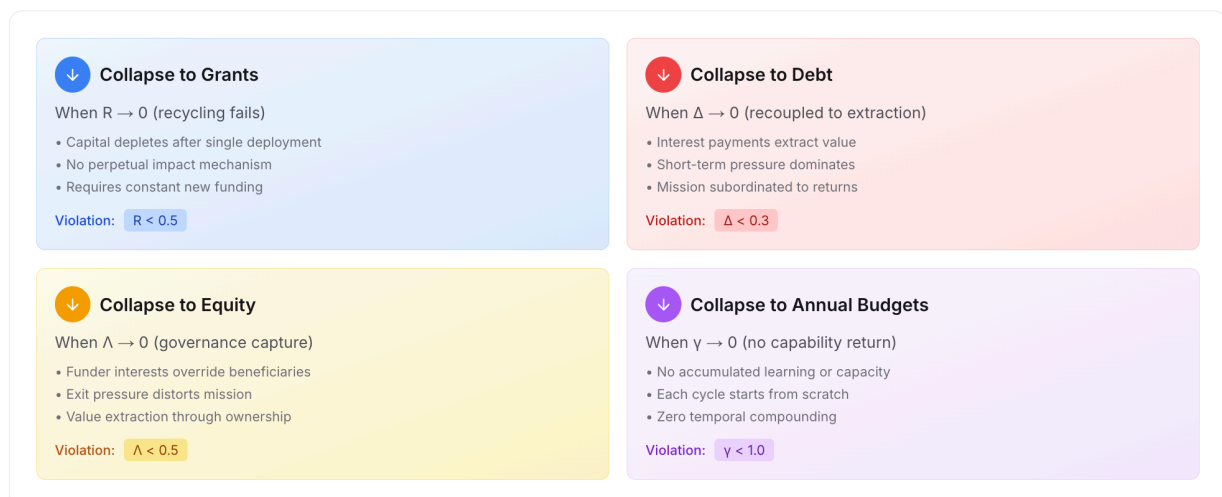 Collapse to Grants
When R → 0 (recycling fails)
• Capital depletes after single deployment
• No perpetual impact mechanism
• Requires constant new funding
Violation: R < 0.5
Collapse to Debt
When Δ → 0 (recoupled to extraction)
• Interest payments extract value
• Short-term pressure dominates
• Mission subordinated to returns
Violation: Δ < 0.3
Collapse to Equity
When Λ → 0 (governance capture)
• Funder interests override beneficiaries
• Exit pressure distorts mission
• Value extraction through ownership
Violation: Λ < 0.5
Collapse to Annual Budgets
When γ → 0 (no capability return)
• No accumulated learning or capacity
• Each cycle starts from scratch
• Zero temporal compounding
Violation: γ < 1.0